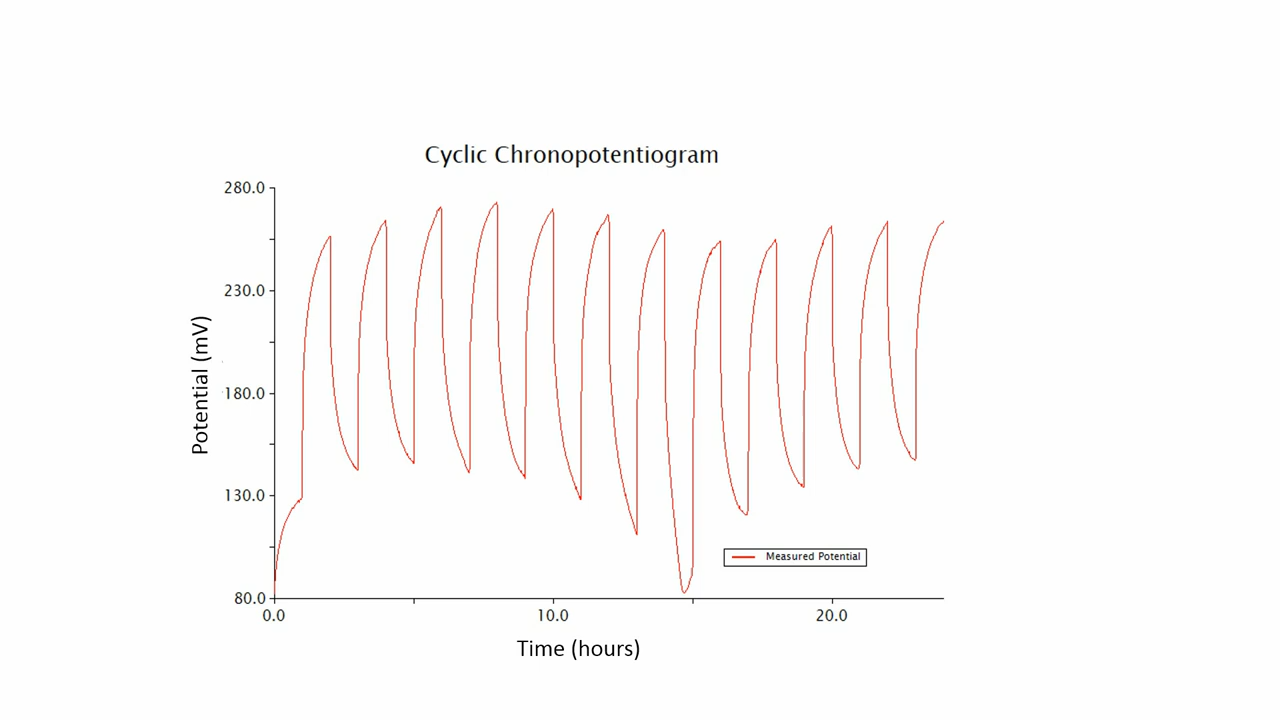 Cyclic Chronopotentiogram
280.0
230.0
180.0
130.0
80.0
Potential (mV)
Measured Potential
0.0 10.0 20.0
Time (hours)